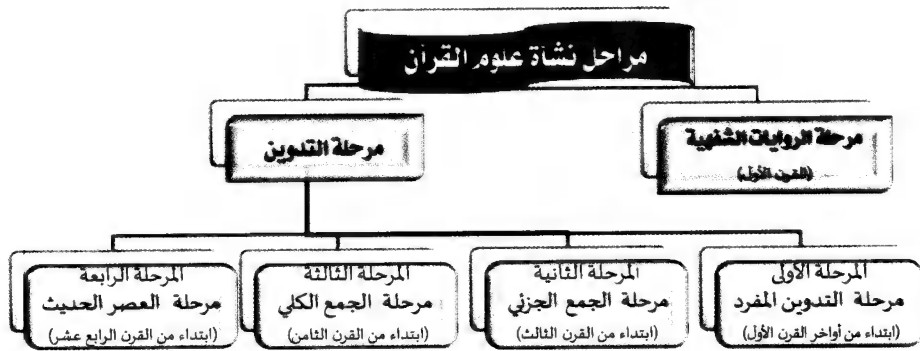 مراحل نشأة علوم القرآن
مرحلة الروايات الشفهية
(القرن الأول)
مرحلة التدوين
المرحلة الأولى
مرحلة التدوين المفرد
(ابتداء من أواخر القرن الأول)
المرحلة الثانية
مرحلة الجمع الجزئي
(ابتداء من القرن الثالث)
المرحلة الثالثة
مرحلة الجمع الكلي
(ابتداء من القرن الثامن)
المرحلة الرابعة
مرحلة العصر الحديث
(ابتداء من القرن الرابع عشر)